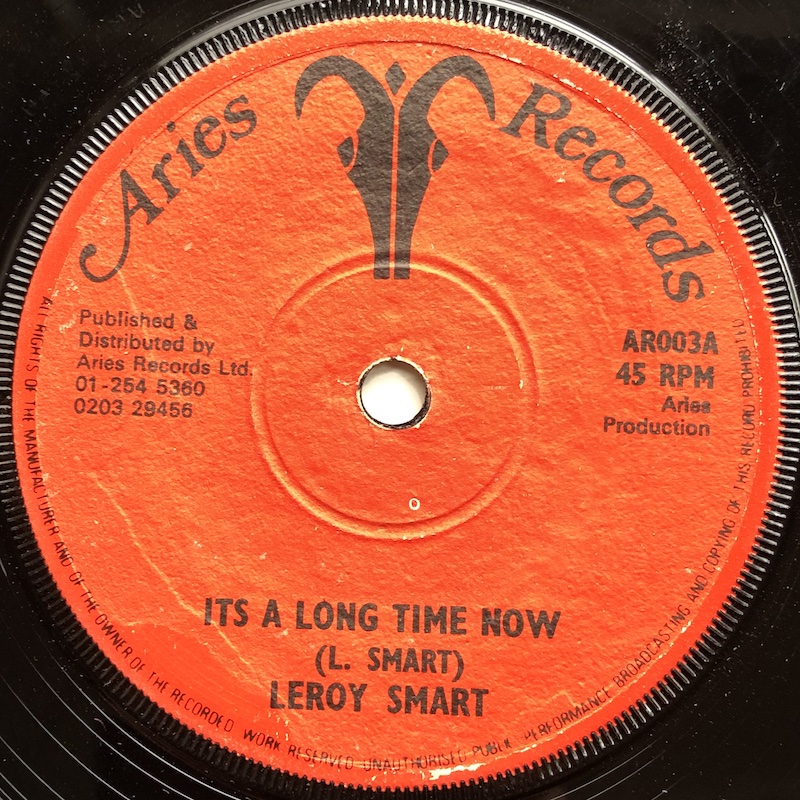 Aries Records
Published &
Distributed by
Aries Records Ltd.
01-254 5360
0203 29456
AR003A
45 RPM
Aries
Production
ITS A LONG TIME NOW
(L. SMART)
LEROY SMART
ALL RIGHTS OF THE MANUFACTURER AND OF THE OWNER OF THE RECORDED WORK RESERVED UNAUTHORISED PUBLIC PERFORMANCE BROADCASTING AND COPYING OF THIS RECORD PROHIBITED